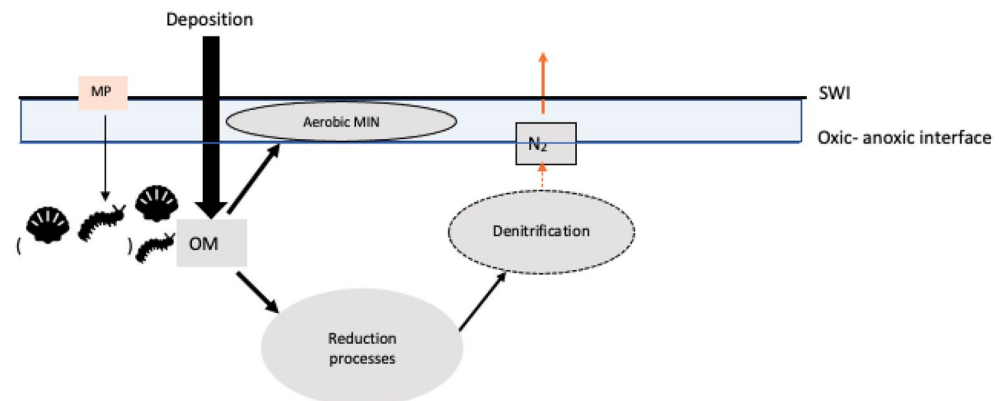 Deposition
MP
SWI
Aerobic MIN
Oxic- anoxic interface
N₂
( )
OM
Denitrification
Reduction
processes